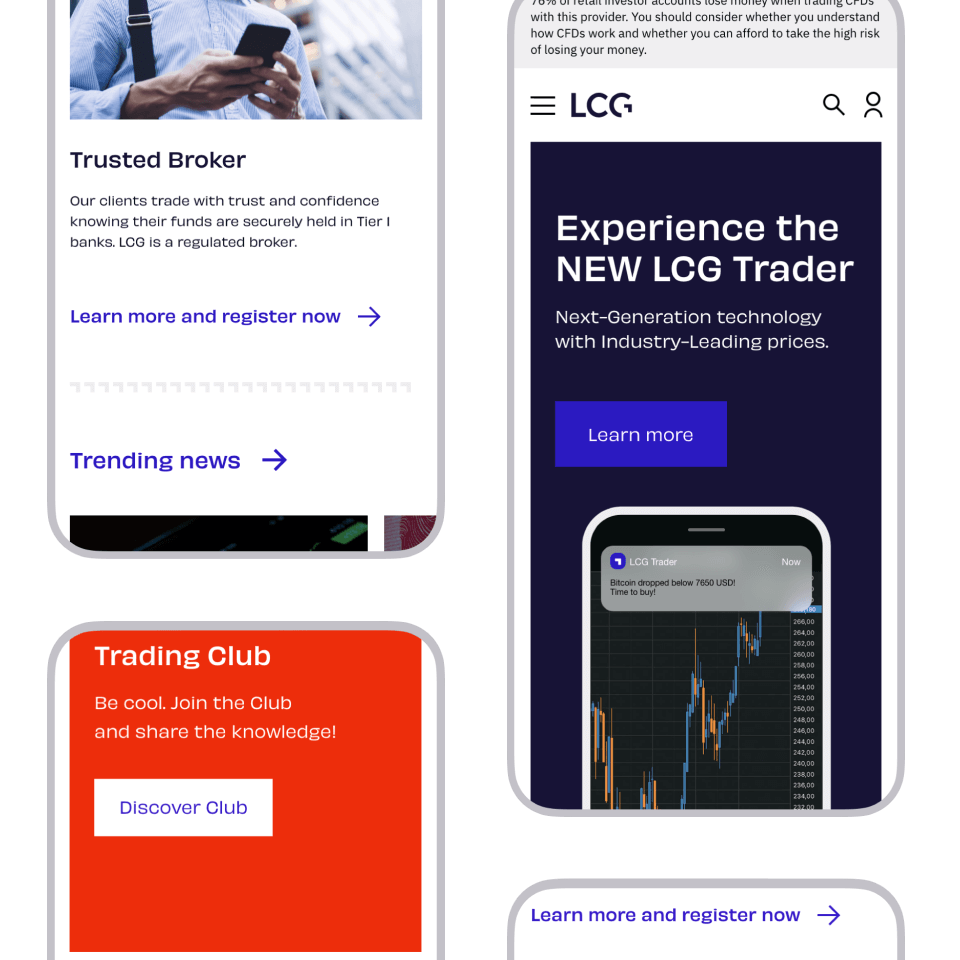 Trusted Broker
Our clients trade with trust and confidence
knowing their funds are securely held in Tier I
banks. LCG is a regulated broker.
Learn more and register now
Trending news
Trading Club
Be cool. Join the Club
and share the knowledge!
Discover Club
76% of retail investor accounts lose money when trading CFDs
with this provider. You should consider whether you understand
how CFDs work and whether you can afford to take the high risk
of losing your money.
LCG
Experience the
NEW LCG Trader
Next-Generation technology
with Industry-Leading prices.
Learn more
LCG Trader
Now
Bitcoin dropped below 7650 USD!
Time to buy!
266,00
264,00
262,00
260,00
258,00
256,00
254,00
252,00
250,00
248,00
246,00
244,00
242,00
240,00
238,00
236,00
234,00
232,00
Learn more and register now